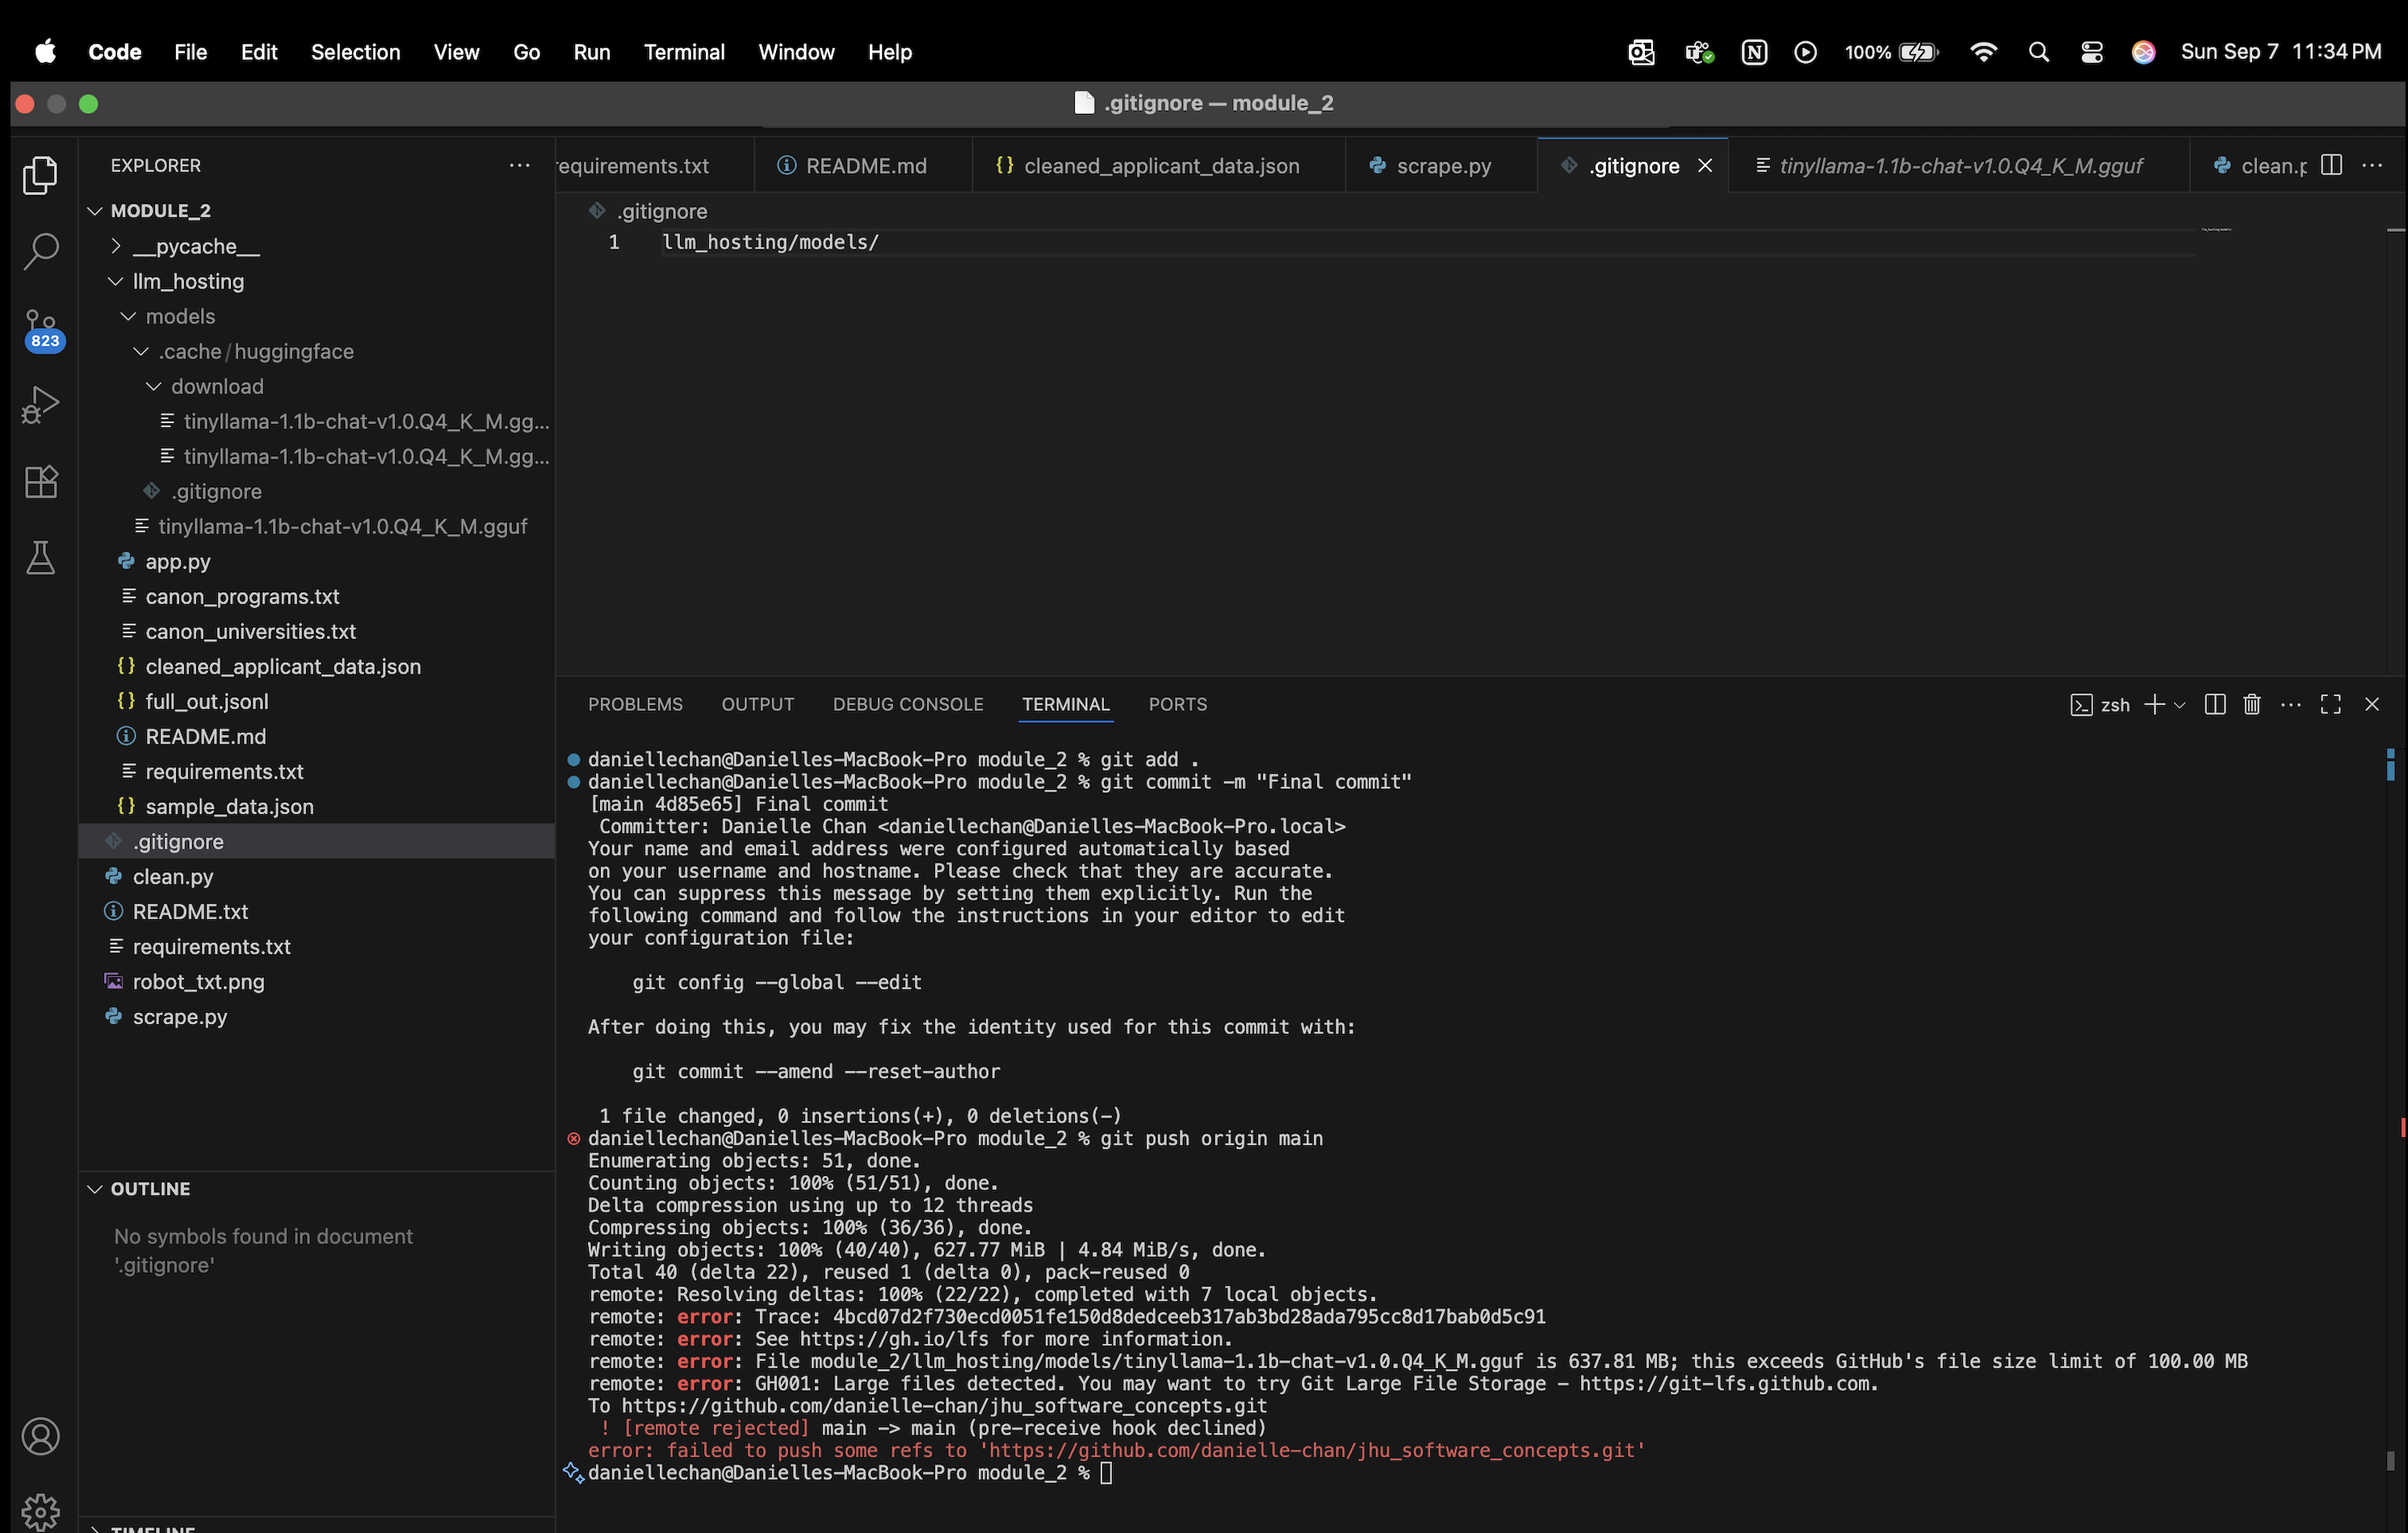 Code File Edit Selection View Go Run Terminal Window Help 100% Sun Sep 7 11:34 PM
.gitignore — module_2
EXPLORER
MODULE_2
__pycache__
llm_hosting
models
.cache/huggingface
download
tinyllama-1.1b-chat-v1.0.Q4_K_M.gg...
tinyllama-1.1b-chat-v1.0.Q4_K_M.gg...
.gitignore
tinyllama-1.1b-chat-v1.0.Q4_K_M.gguf
app.py
canon_programs.txt
canon_universities.txt
cleaned_applicant_data.json
full_out.jsonl
README.md
requirements.txt
sample_data.json
.gitignore
clean.py
README.txt
requirements.txt
robot_txt.png
scrape.py
OUTLINE
No symbols found in document
'.gitignore'
TIMELINE
823
equirements.txt README.md cleaned_applicant_data.json scrape.py .gitignore tinyllama-1.1b-chat-v1.0.Q4_K_M.gguf clean.p
.gitignore
1 llm_hosting/models/
PROBLEMS OUTPUT DEBUG CONSOLE TERMINAL PORTS zsh
daniellechan@Danielles-MacBook-Pro module_2 % git add .
daniellechan@Danielles-MacBook-Pro module_2 % git commit -m "Final commit"
[main 4d85e65] Final commit
Committer: Danielle Chan <daniellechan@Danielles-MacBook-Pro.local>
Your name and email address were configured automatically based
on your username and hostname. Please check that they are accurate.
You can suppress this message by setting them explicitly. Run the
following command and follow the instructions in your editor to edit
your configuration file:
git config --global --edit
After doing this, you may fix the identity used for this commit with:
git commit --amend --reset-author
1 file changed, 0 insertions(+), 0 deletions(-)
daniellechan@Danielles-MacBook-Pro module_2 % git push origin main
Enumerating objects: 51, done.
Counting objects: 100% (51/51), done.
Delta compression using up to 12 threads
Compressing objects: 100% (36/36), done.
Writing objects: 100% (40/40), 627.77 MiB | 4.84 MiB/s, done.
Total 40 (delta 22), reused 1 (delta 0), pack-reused 0
remote: Resolving deltas: 100% (22/22), completed with 7 local objects.
remote: error: Trace: 4bcd07d2f730ecd0051fe150d8dedceeb317ab3bd28ada795cc8d17bab0d5c91
remote: error: See https://gh.io/lfs for more information.
remote: error: File module_2/llm_hosting/models/tinyllama-1.1b-chat-v1.0.Q4_K_M.gguf is 637.81 MB; this exceeds GitHub's file size limit of 100.00 MB
remote: error: GH001: Large files detected. You may want to try Git Large File Storage - https://git-lfs.github.com.
To https://github.com/danielle-chan/jhu_software_concepts.git
! [remote rejected] main -> main (pre-receive hook declined)
error: failed to push some refs to 'https://github.com/danielle-chan/jhu_software_concepts.git'
daniellechan@Danielles-MacBook-Pro module_2 %